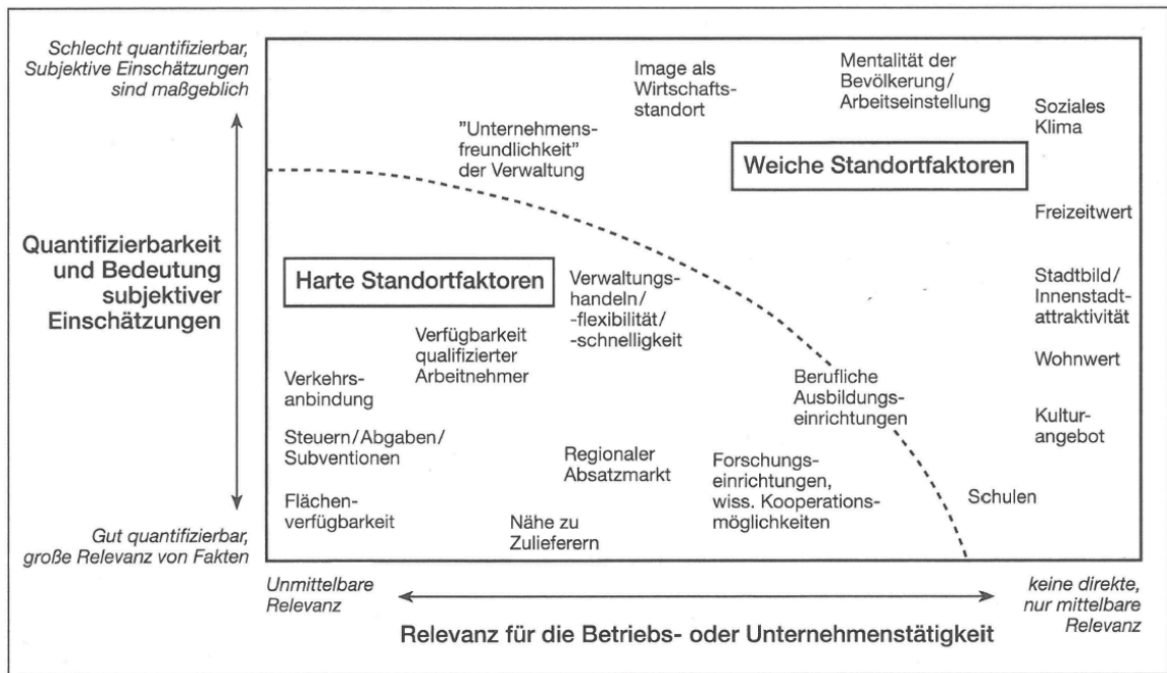 Schlecht quantifizierbar,
Subjektive Einschätzungen
sind maßgeblich
Quantifizierbarkeit
und Bedeutung
subjektiver
Einschätzungen
Gut quantifizierbar,
große Relevanz von Fakten
Image als
Wirtschafts-
standort
Mentalität der
Bevölkerung/
Arbeitseinstellung
Soziales
Klima
"Unternehmens-
freundlichkeit"
der Verwaltung
Weiche Standortfaktoren
Freizeitwert
Harte Standortfaktoren
Verwaltungs-
handeln/
-flexibilität/
-schnelligkeit
Stadtbild/
Innenstadt-
attraktivität
Verfügbarkeit
qualifizierter
Arbeitnehmer
Wohnwert
Verkehrs-
anbindung
Berufliche
Ausbildungs-
einrichtungen
Kultur-
angebot
Steuern/Abgaben/
Subventionen
Regionaler
Absatzmarkt
Forschungs-
einrichtungen,
wiss. Kooperations-
möglichkeiten
Schulen
Flächen-
verfügbarkeit
Nähe zu
Zulieferern
Unmittelbare
Relevanz
keine direkte,
nur mittelbare
Relevanz
Relevanz für die Betriebs- oder Unternehmenstätigkeit